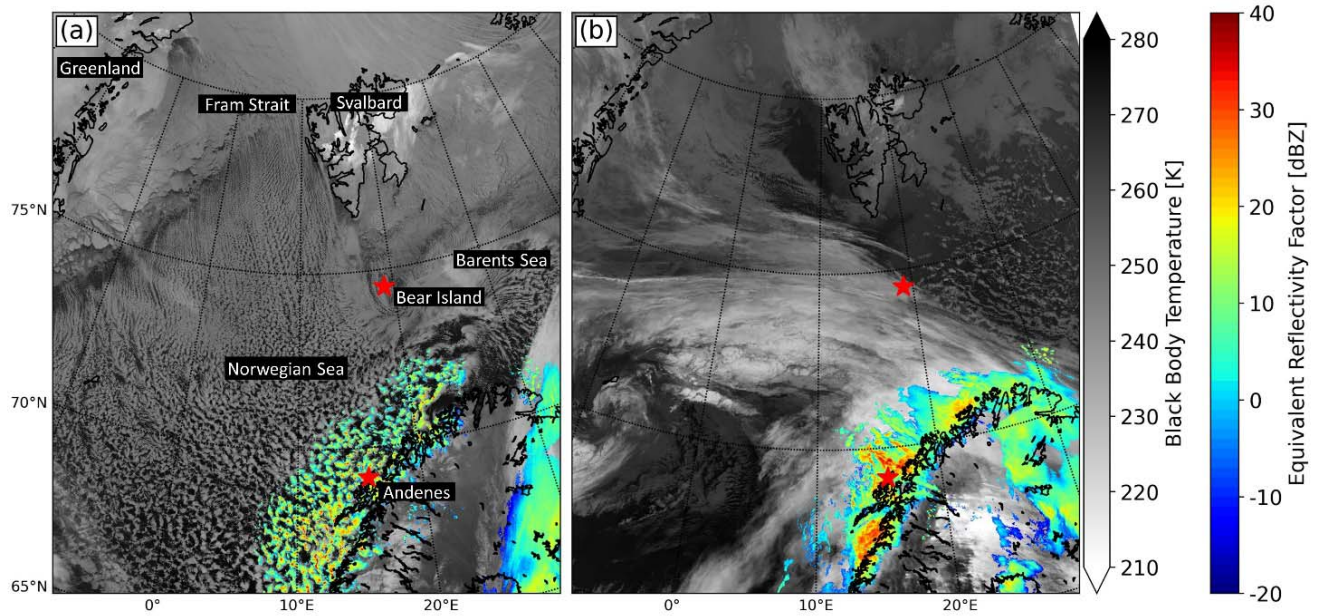 (a)
Greenland
Fram Strait
Svalbard
75°N
Barents Sea
Bear Island
Norwegian Sea
70°N
Andenes
65°N
0°
10°E
20°E
(b)
0°
10°E
20°E
280
270
260
250
240
230
220
210
Black Body Temperature [K]
40
30
20
10
0
-10
-20
Equivalent Reflectivity Factor [dBZ]